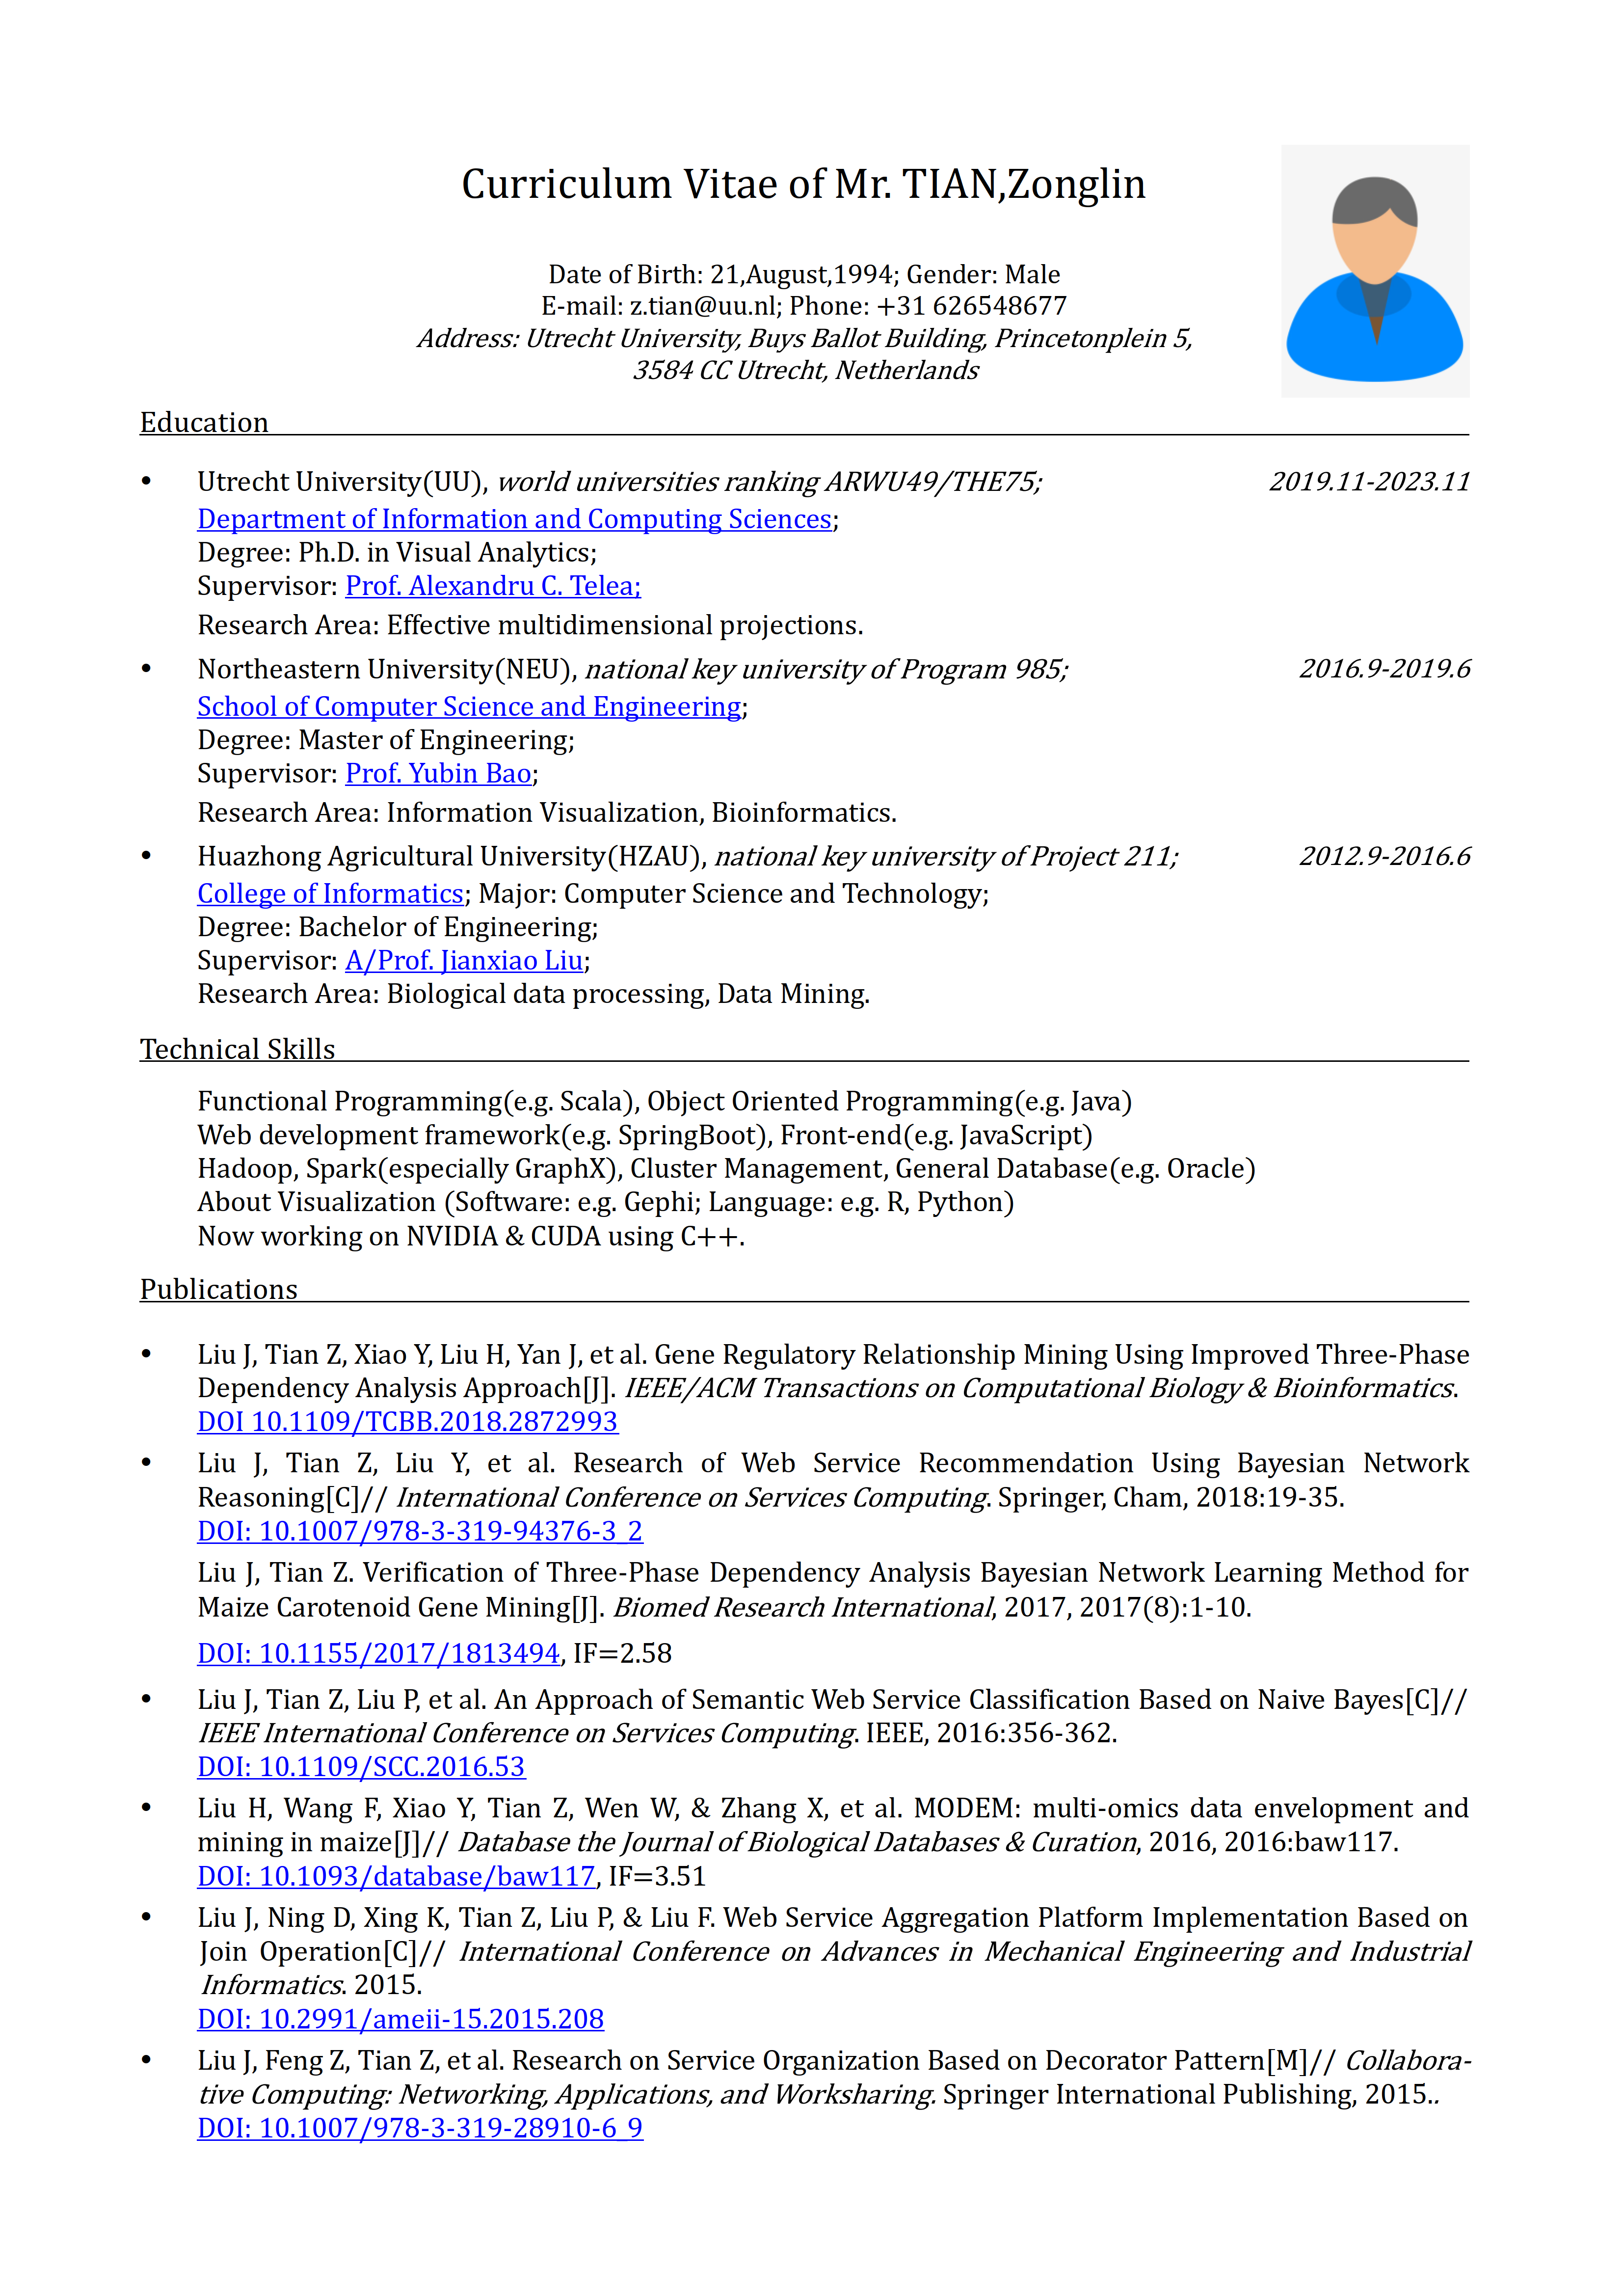 Curriculum Vitae of Mr. TIAN,Zonglin
Date of Birth: 21,August,1994; Gender: Male
E-mail: z.tian@uu.nl; Phone: +31 626548677
Address: Utrecht University, Buys Ballot Building, Princetonplein 5,
3584 CC Utrecht, Netherlands
Education
• Utrecht University(UU), world universities ranking ARWU49/THE75; 2019.11-2023.11
Department of Information and Computing Sciences;
Degree: Ph.D. in Visual Analytics;
Supervisor: Prof. Alexandru C. Telea;
Research Area: Effective multidimensional projections.
• Northeastern University(NEU), national key university of Program 985; 2016.9-2019.6
School of Computer Science and Engineering;
Degree: Master of Engineering;
Supervisor: Prof. Yubin Bao;
Research Area: Information Visualization, Bioinformatics.
• Huazhong Agricultural University(HZAU), national key university of Project 211; 2012.9-2016.6
College of Informatics; Major: Computer Science and Technology;
Degree: Bachelor of Engineering;
Supervisor: A/Prof. Jianxiao Liu;
Research Area: Biological data processing, Data Mining.
Technical Skills
Functional Programming(e.g. Scala), Object Oriented Programming(e.g. Java)
Web development framework(e.g. SpringBoot), Front-end(e.g. JavaScript)
Hadoop, Spark(especially GraphX), Cluster Management, General Database(e.g. Oracle)
About Visualization (Software: e.g. Gephi; Language: e.g. R, Python)
Now working on NVIDIA & CUDA using C++.
Publications
• Liu J, Tian Z, Xiao Y, Liu H, Yan J, et al. Gene Regulatory Relationship Mining Using Improved Three-Phase
Dependency Analysis Approach[J]. IEEE/ACM Transactions on Computational Biology & Bioinformatics.
DOI 10.1109/TCBB.2018.2872993
• Liu J, Tian Z, Liu Y, et al. Research of Web Service Recommendation Using Bayesian Network
Reasoning[C]// International Conference on Services Computing. Springer, Cham, 2018:19-35.
DOI: 10.1007/978-3-319-94376-3_2
Liu J, Tian Z. Verification of Three-Phase Dependency Analysis Bayesian Network Learning Method for
Maize Carotenoid Gene Mining[J]. Biomed Research International, 2017, 2017(8):1-10.
DOI: 10.1155/2017/1813494, IF=2.58
• Liu J, Tian Z, Liu P, et al. An Approach of Semantic Web Service Classification Based on Naive Bayes[C]//
IEEE International Conference on Services Computing. IEEE, 2016:356-362.
DOI: 10.1109/SCC.2016.53
• Liu H, Wang F, Xiao Y, Tian Z, Wen W, & Zhang X, et al. MODEM: multi-omics data envelopment and
mining in maize[J]// Database the Journal of Biological Databases & Curation, 2016, 2016:baw117.
DOI: 10.1093/database/baw117, IF=3.51
• Liu J, Ning D, Xing K, Tian Z, Liu P, & Liu F. Web Service Aggregation Platform Implementation Based on
Join Operation[C]// International Conference on Advances in Mechanical Engineering and Industrial
Informatics. 2015.
DOI: 10.2991/ameii-15.2015.208
• Liu J, Feng Z, Tian Z, et al. Research on Service Organization Based on Decorator Pattern[M]// Collabora-
tive Computing: Networking, Applications, and Worksharing. Springer International Publishing, 2015..
DOI: 10.1007/978-3-319-28910-6_9